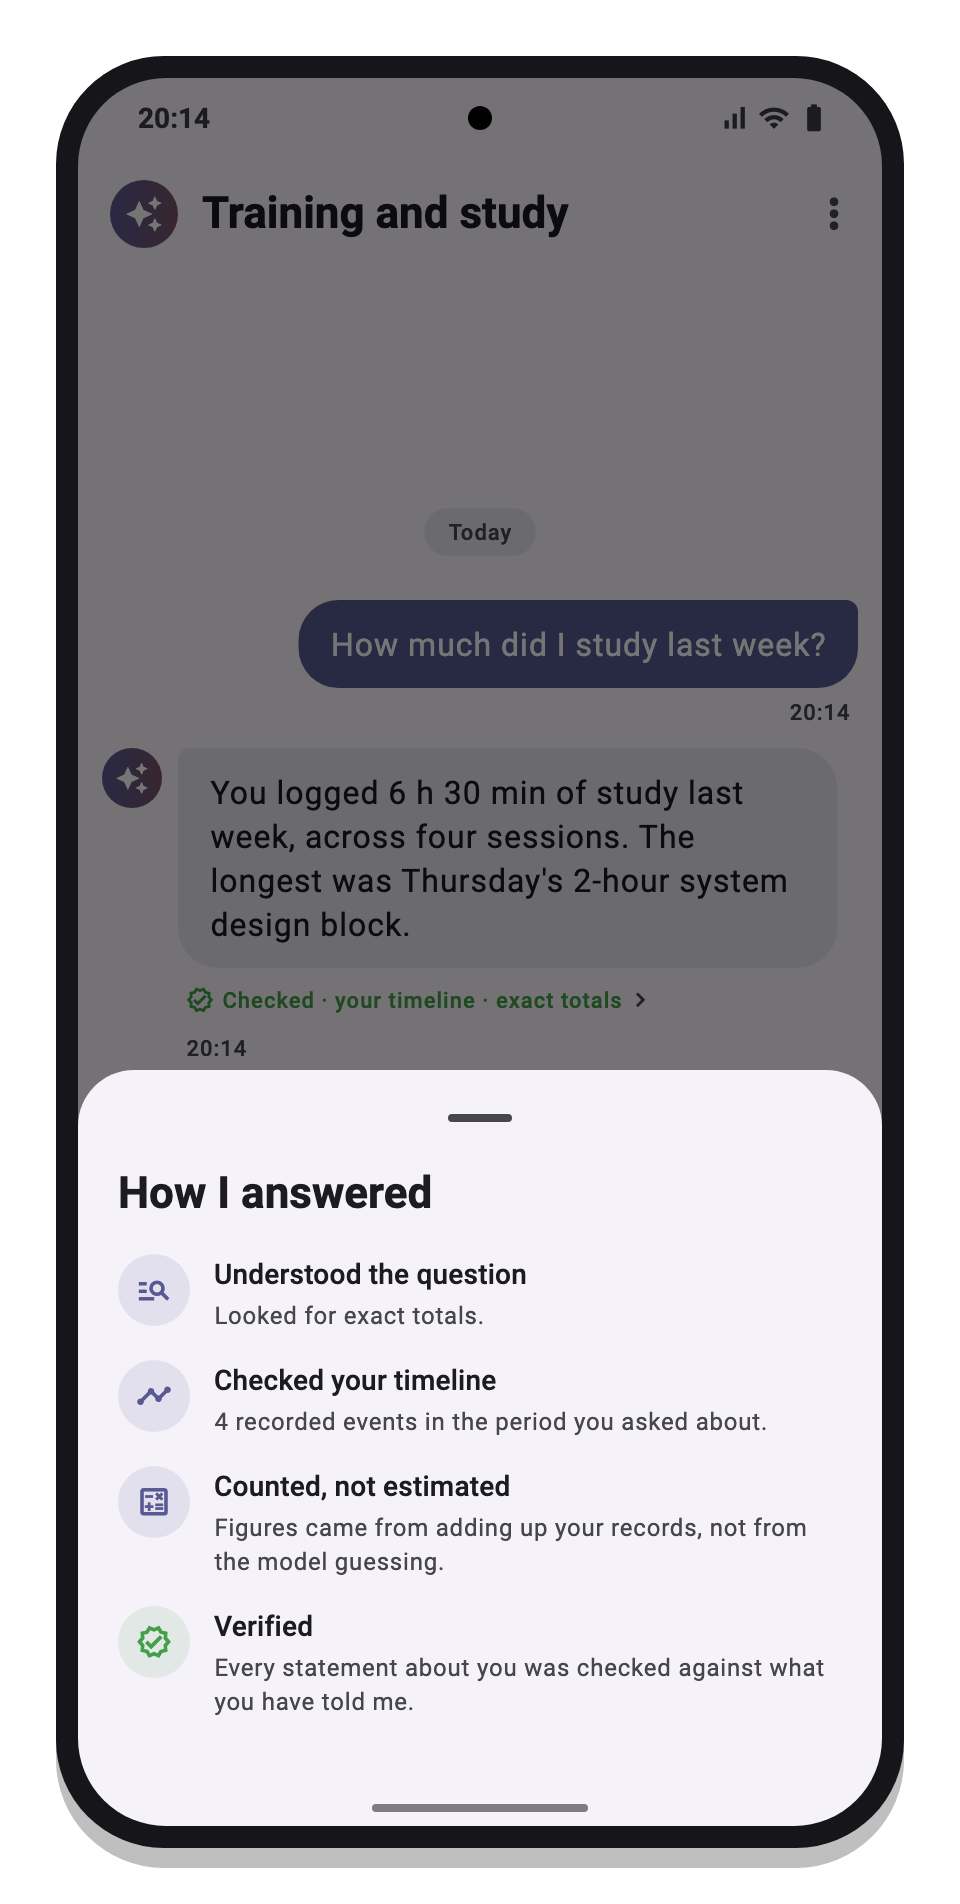 20:14
Training and study
Today
How much did I study last week?
20:14
You logged 6 h 30 min of study last
week, across four sessions. The
longest was Thursday's 2-hour system
design block.
Checked · your timeline · exact totals
20:14
How I answered
Understood the question
Looked for exact totals.
Checked your timeline
4 recorded events in the period you asked about.
Counted, not estimated
Figures came from adding up your records, not from
the model guessing.
Verified
Every statement about you was checked against what
you have told me.